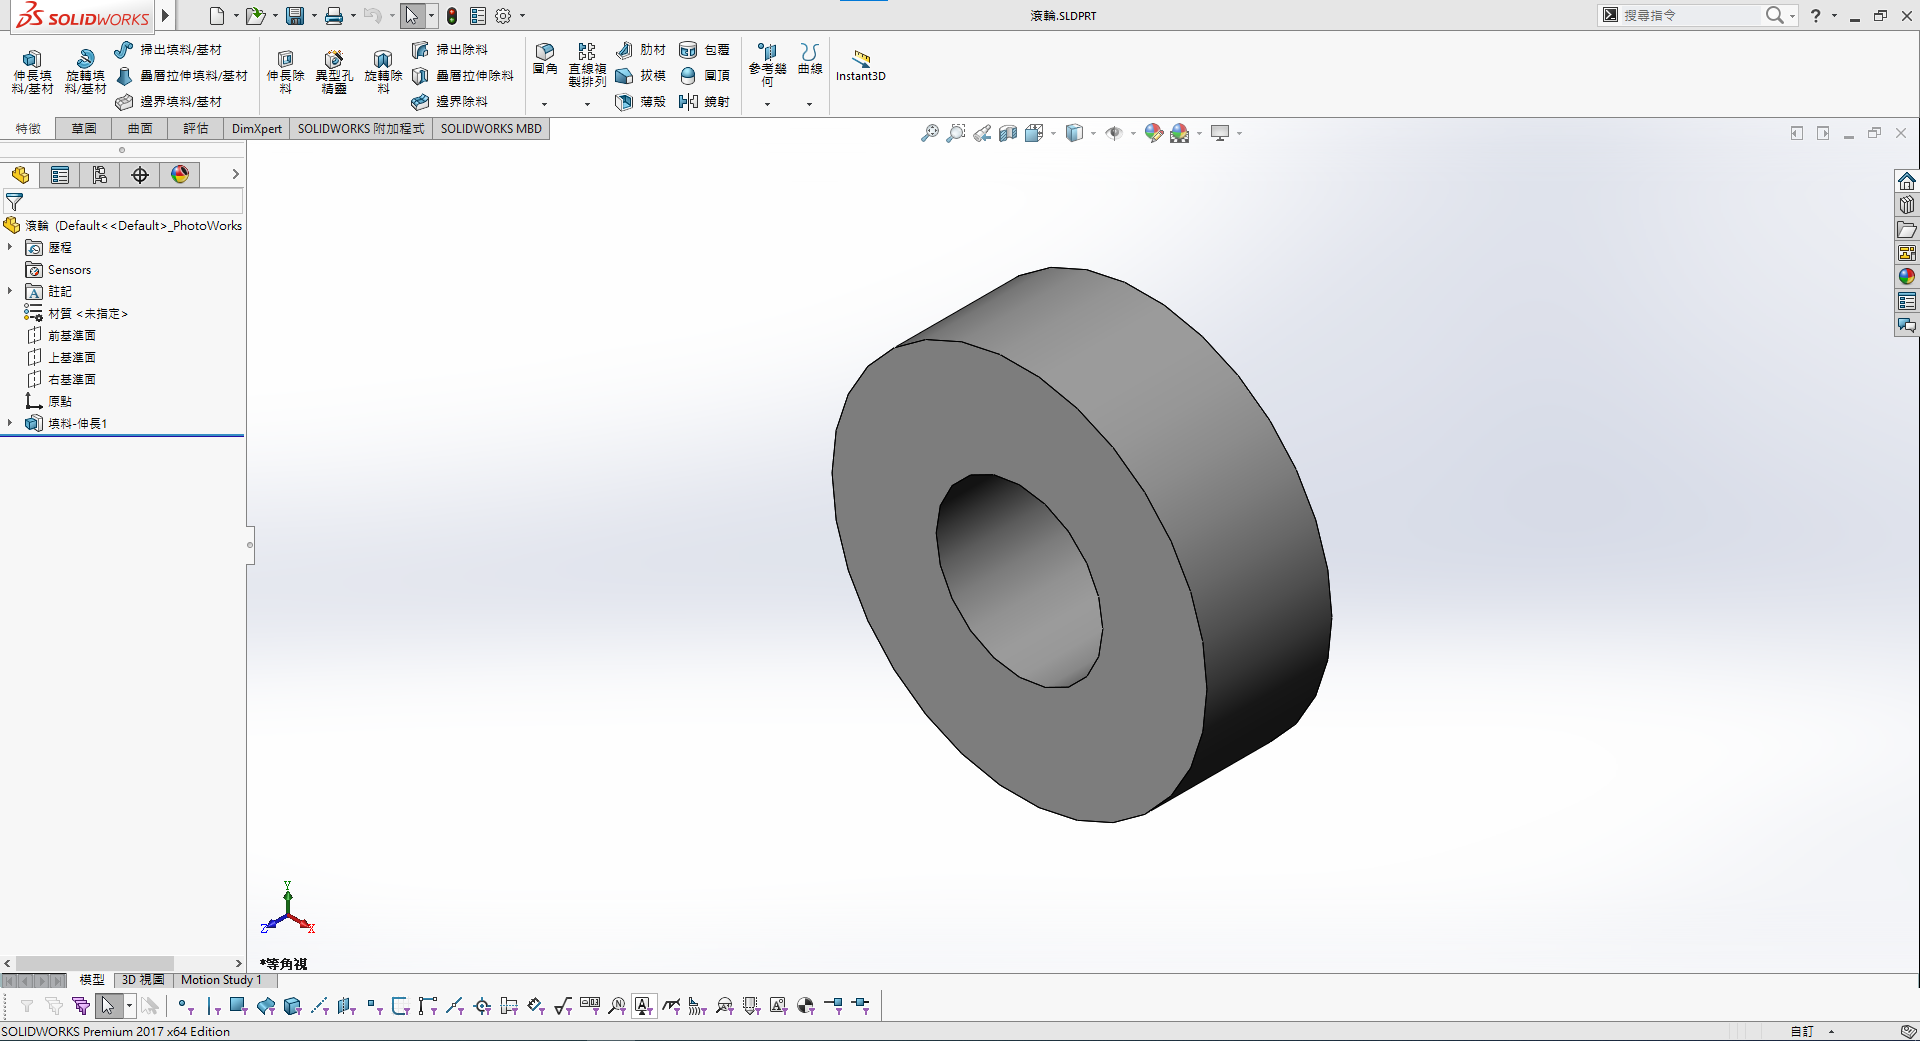 SOLIDWORKS
滾輪.SLDPRT
搜尋指令
伸長填料/基材
旋轉填料/基材
掃出填料/基材
疊層拉伸填料/基材
邊界填料/基材
伸長除料
異型孔精靈
旋轉除料
掃出除料
疊層拉伸除料
邊界除料
圓角
直線複製排列
肋材
拔模
薄殼
包覆
圓頂
鏡射
參考幾何
曲線
Instant3D
特徵
草圖
曲面
評估
DimXpert
SOLIDWORKS 附加程式
SOLIDWORKS MBD
滾輪 (Default<<Default>_PhotoWorks
歷程
Sensors
註記
材質 <未指定>
前基準面
上基準面
右基準面
原點
填料-伸長1
Y
Z
X
*等角視
模型
3D 視圖
Motion Study 1
SOLIDWORKS Premium 2017 x64 Edition
自訂